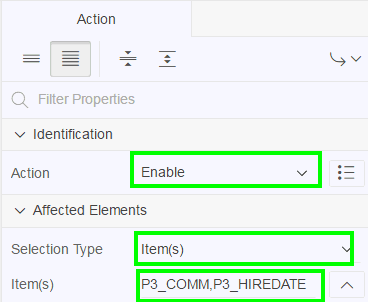 Action
Filter Properties
Identification
Action Enable
Affected Elements
Selection Type Item(s)
Item(s) P3_COMM,P3_HIREDATE